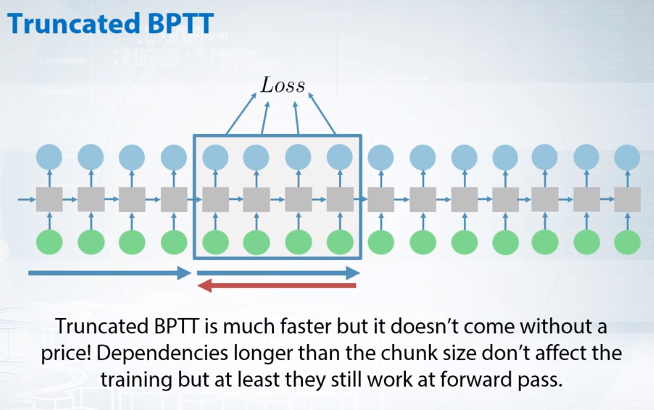 Truncated BPTT
Loss
Truncated BPTT is much faster but it doesn't come without a
price! Dependencies longer than the chunk size don't affect the
training but at least they still work at forward pass.